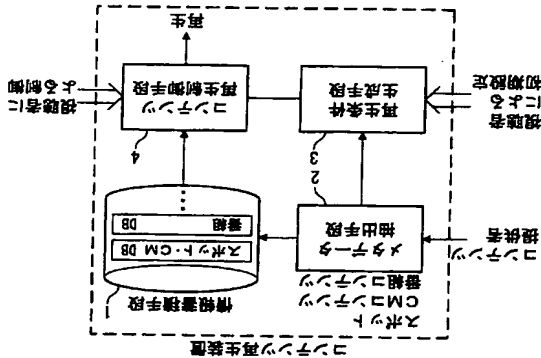 コンテンツ再生装置
スポット
CMコンテンツ
番組コンテンツ
コンテンツ
提供者
メタデータ
抽出手段
2
情報蓄積手段
1
スポット・CM DB
番組 DB
視聴者
による
初期設定
再生条件
生成手段
3
コンテンツ
再生制御手段
4
視聴者に
よる制御
再生